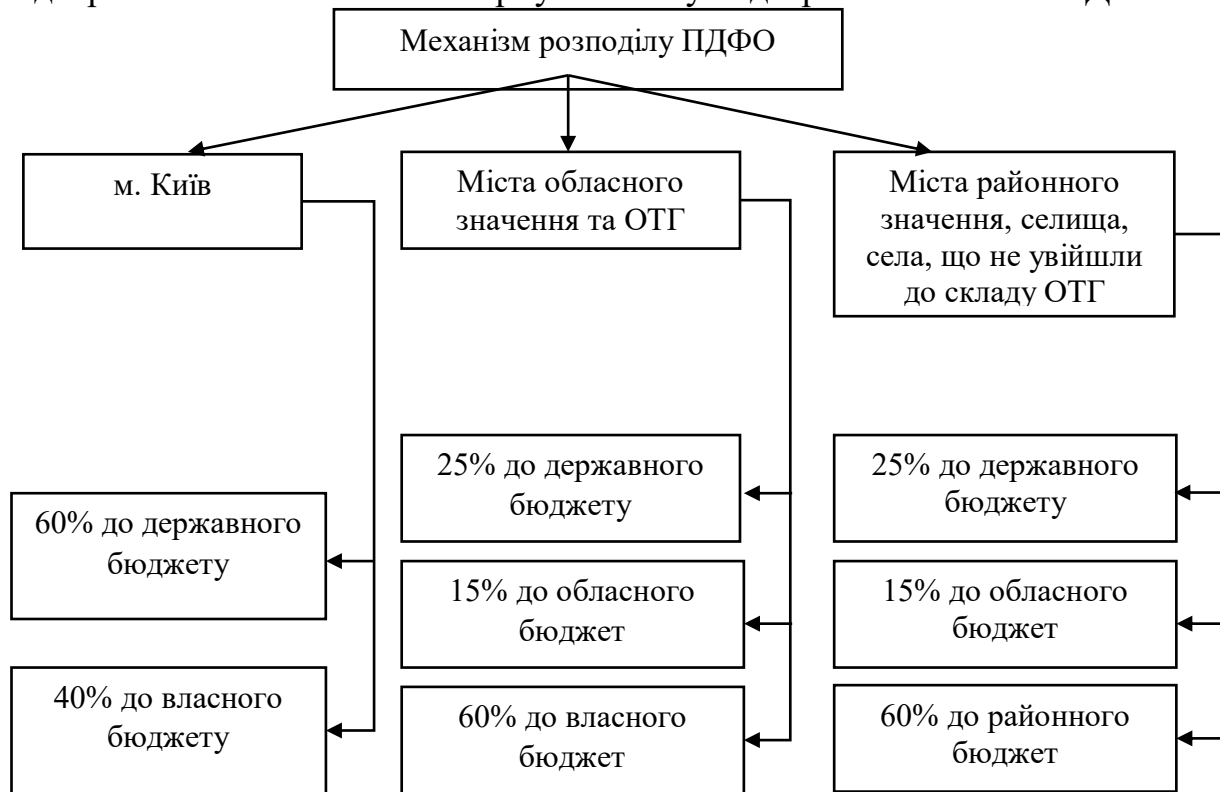 Механізм розподілу ПДФО
м. Київ
Міста обласного
значення та ОТГ
Міста районного
значення, селища,
села, що не увійшли
до складу ОТГ
60% до державного
бюджету
40% до власного
бюджету
25% до державного
бюджету
15% до обласного
бюджет
60% до власного
бюджет
25% до державного
бюджету
15% до обласного
бюджет
60% до районного
бюджет